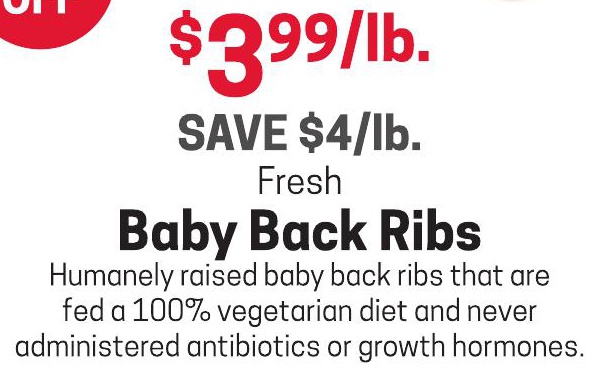 OFF
$3.99/lb.
SAVE $4/lb.
Fresh
Baby Back Ribs
Humanely raised baby back ribs that are
fed a 100% vegetarian diet and never
administered antibiotics or growth hormones.